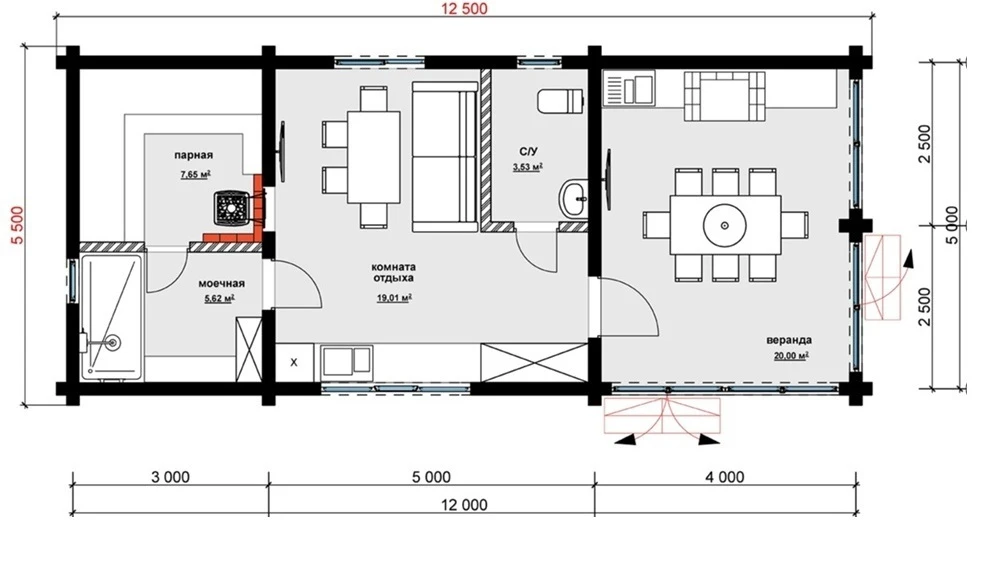 12 500
5 500
парная
7.65 м²
С/У
3,53 м²
2 500
5 000
комната
отдыха
19,01 м²
моечная
5.62 м²
2 500
веранда
20,00 м²
X
3 000
5 000
4 000
12 000